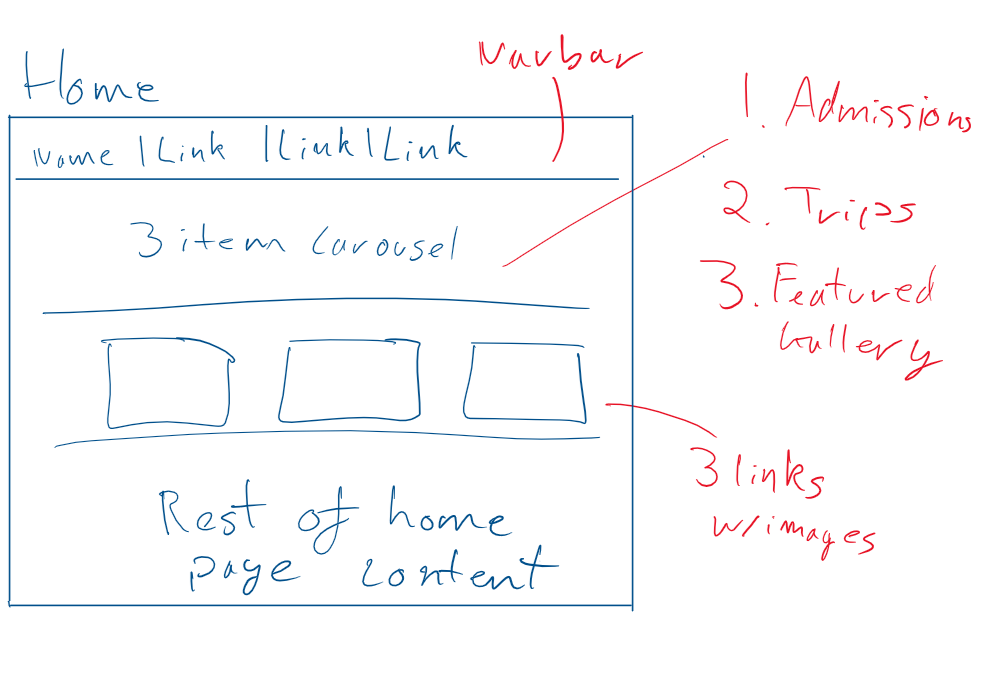 Home
Navbar
Name | Link | Link | Link
3 item Carousel
Rest of home
page content
1. Admissions
2. Trips
3. Featured
Gallery
3 links
w/images